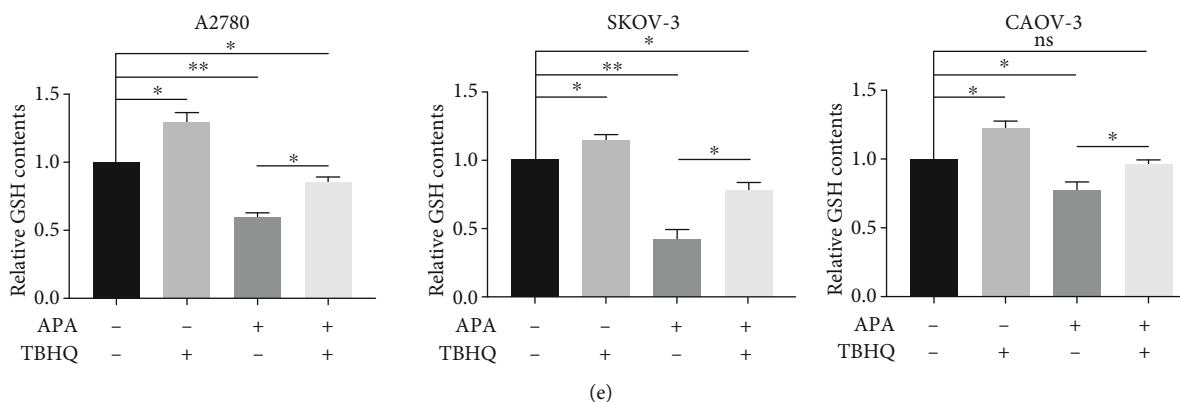 A2780
*
**
*
*
Relative GSH contents
1.5
1.0
0.5
0.0
APA – – + +
TBHQ – + – +
SKOV-3
*
**
*
*
Relative GSH contents
1.5
1.0
0.5
0.0
APA – – + +
TBHQ – + – +
CAOV-3
ns
*
*
*
Relative GSH contents
1.5
1.0
0.5
0.0
APA – – + +
TBHQ – + – +
(e)